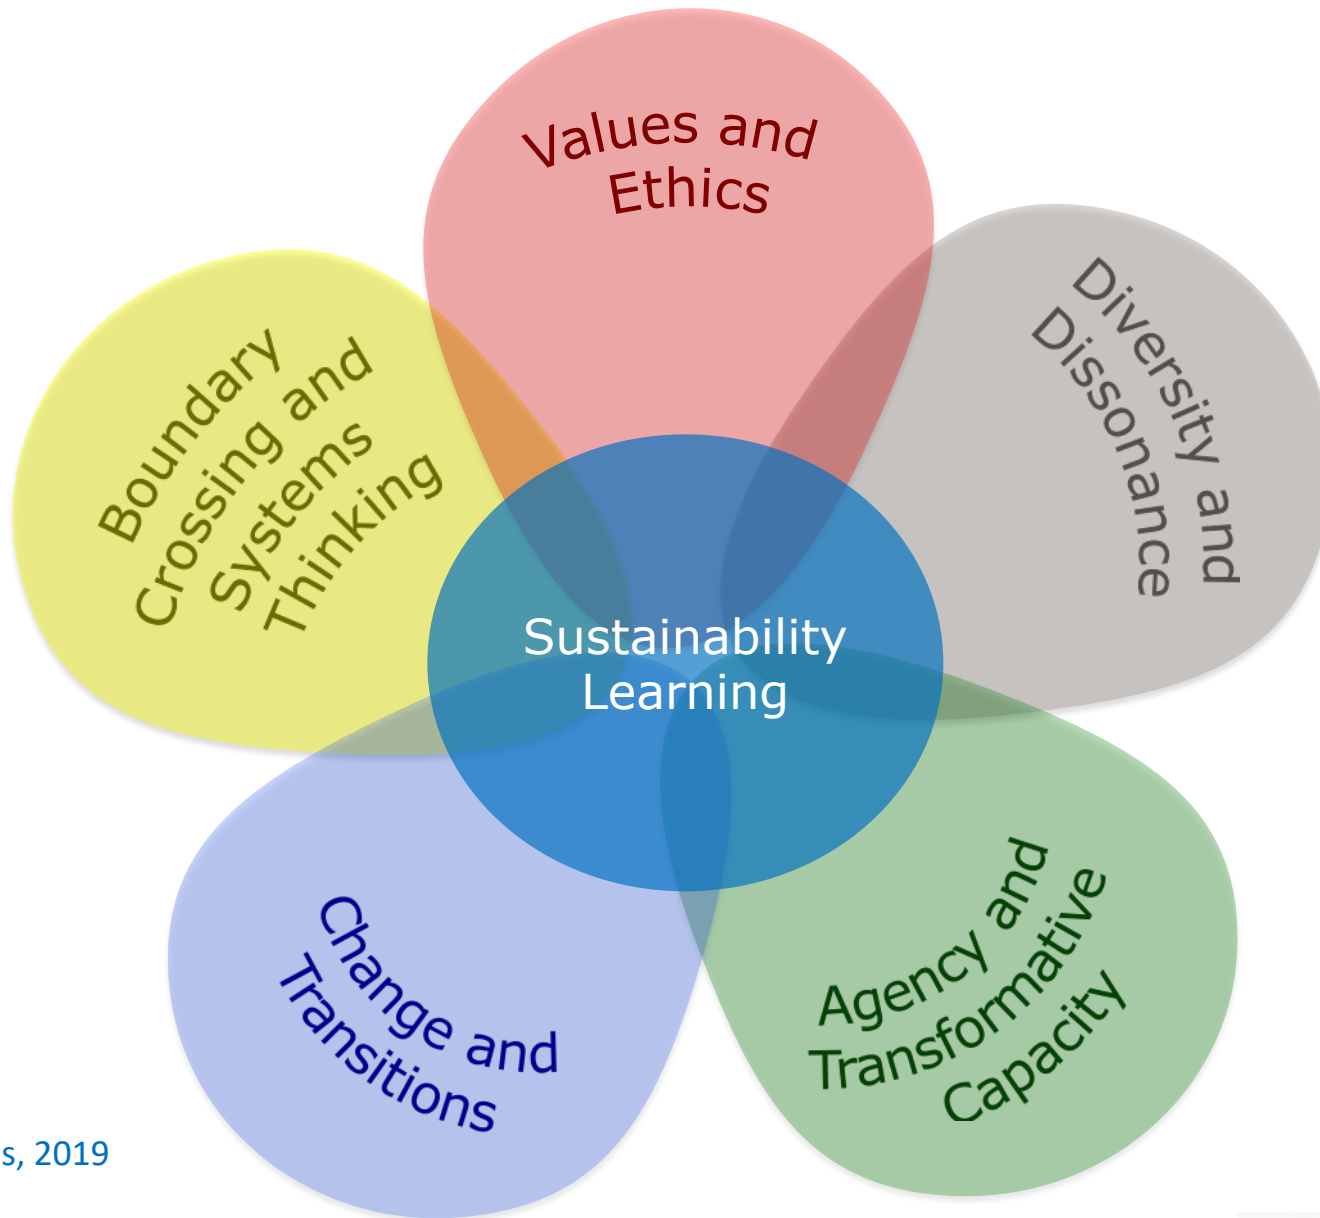 Values and
Ethics
Diversity and
Dissonance
Boundary
Crossing and
Systems
Thinking
Sustainability
Learning
Agency and
Transformative
Capacity
Change and
Transitions
s, 2019